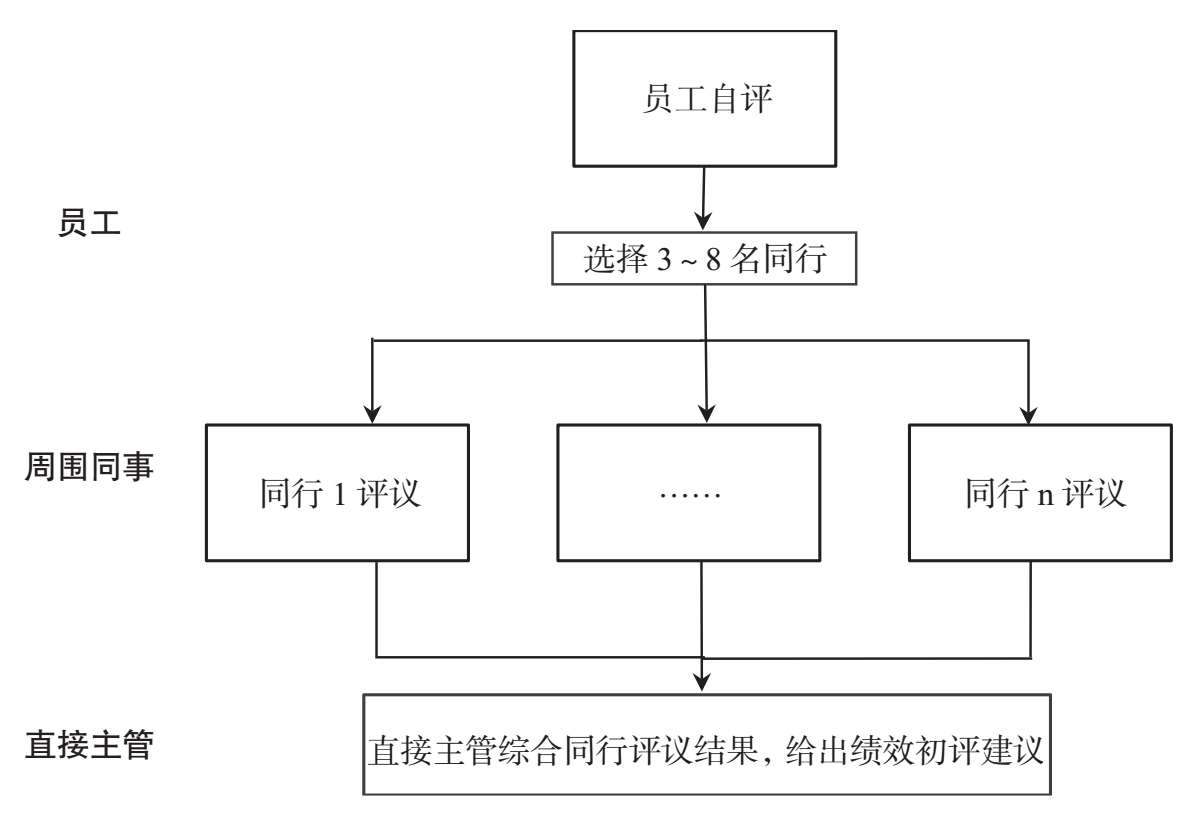 员工自评
员工
选择 3 ~ 8 名同行
周围同事
同行 1 评议
……
同行 n 评议
直接主管
直接主管综合同行评议结果，给出绩效初评建议